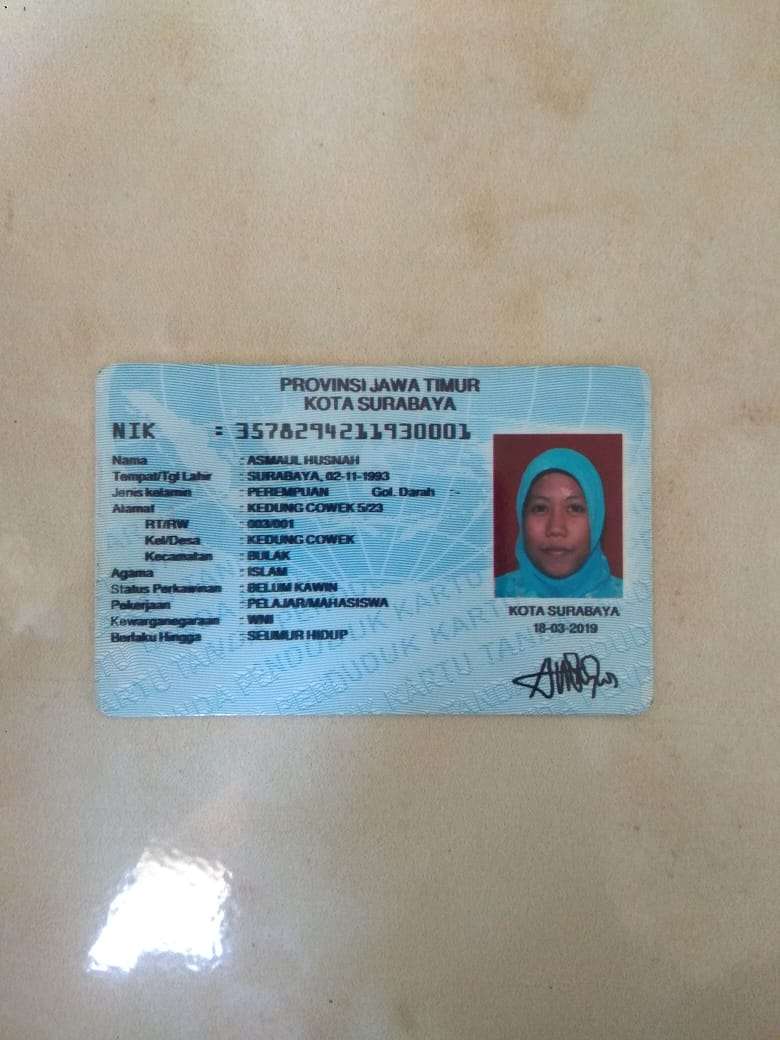 PROVINSI JAWA TIMUR
KOTA SURABAYA
NIK : 3578294211930001
Nama : ASMAUL HUSNAH
Tempat/Tgl Lahir : SURABAYA, 02-11-1993
Jenis kelamin : PEREMPUAN Gol. Darah :-
Alamat : KEDUNG COWEK 5/23
RT/RW : 003/001
Kel/Desa : KEDUNG COWEK
Kecamatan : BULAK
Agama : ISLAM
Status Perkawinan : BELUM KAWIN
Pekerjaan : PELAJAR/MAHASISWA
Kewarganegaraan : WNI
Berlaku Hingga : SEUMUR HIDUP
KOTA SURABAYA
18-03-2019